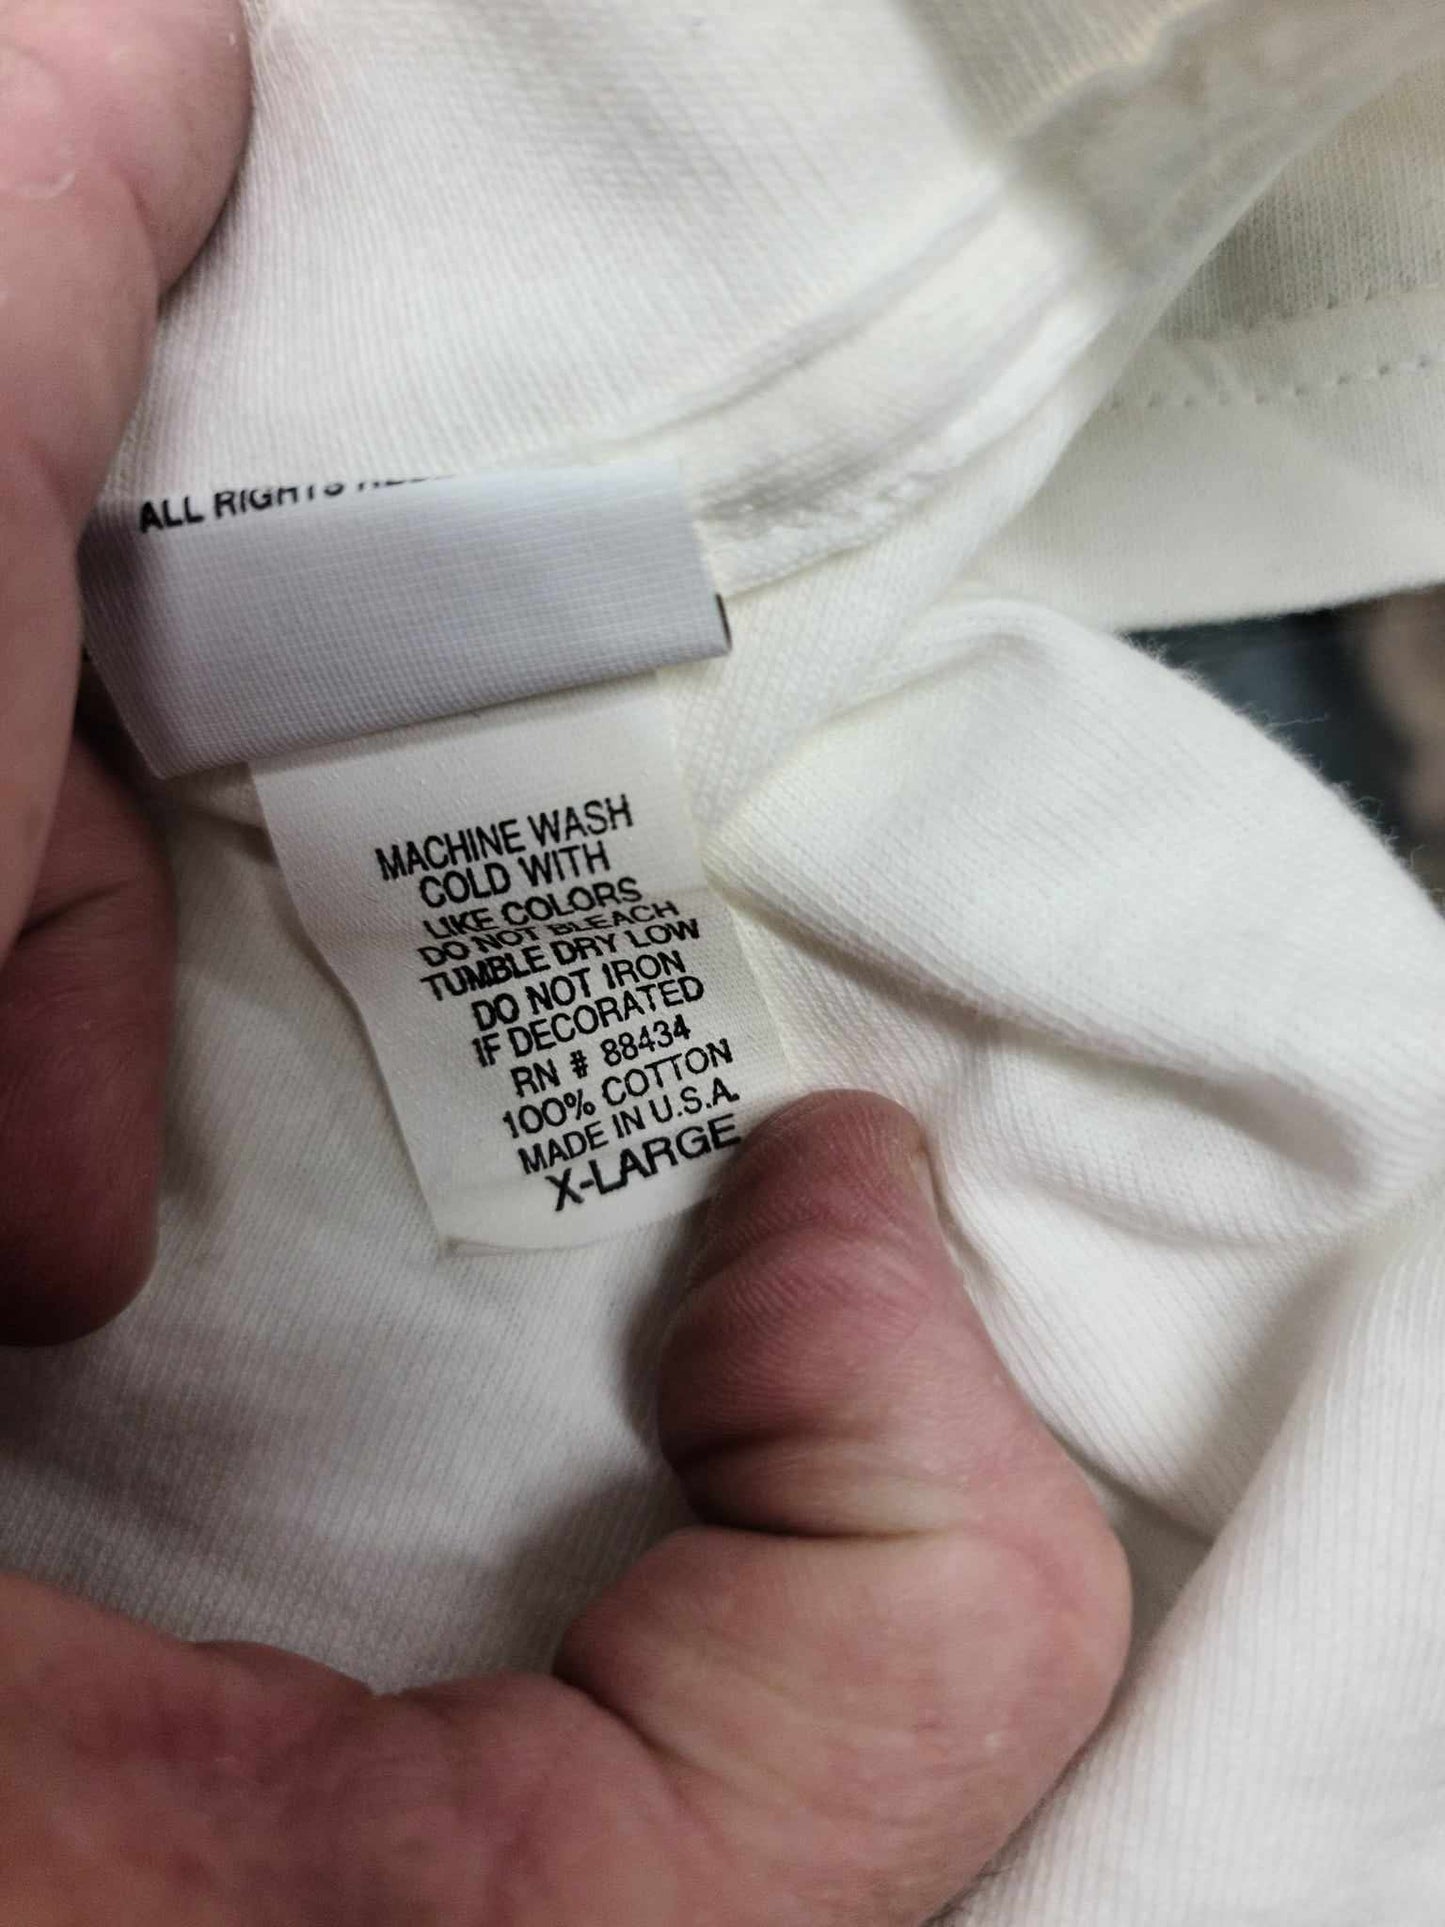 ALL RIGHTS
MACHINE WASH
COLD WITH
LIKE COLORS
DO NOT BLEACH
TUMBLE DRY LOW
DO NOT IRON
IF DECORATED
RN # 88434
100% COTTON
MADE IN U.S.A.
X-LARGE